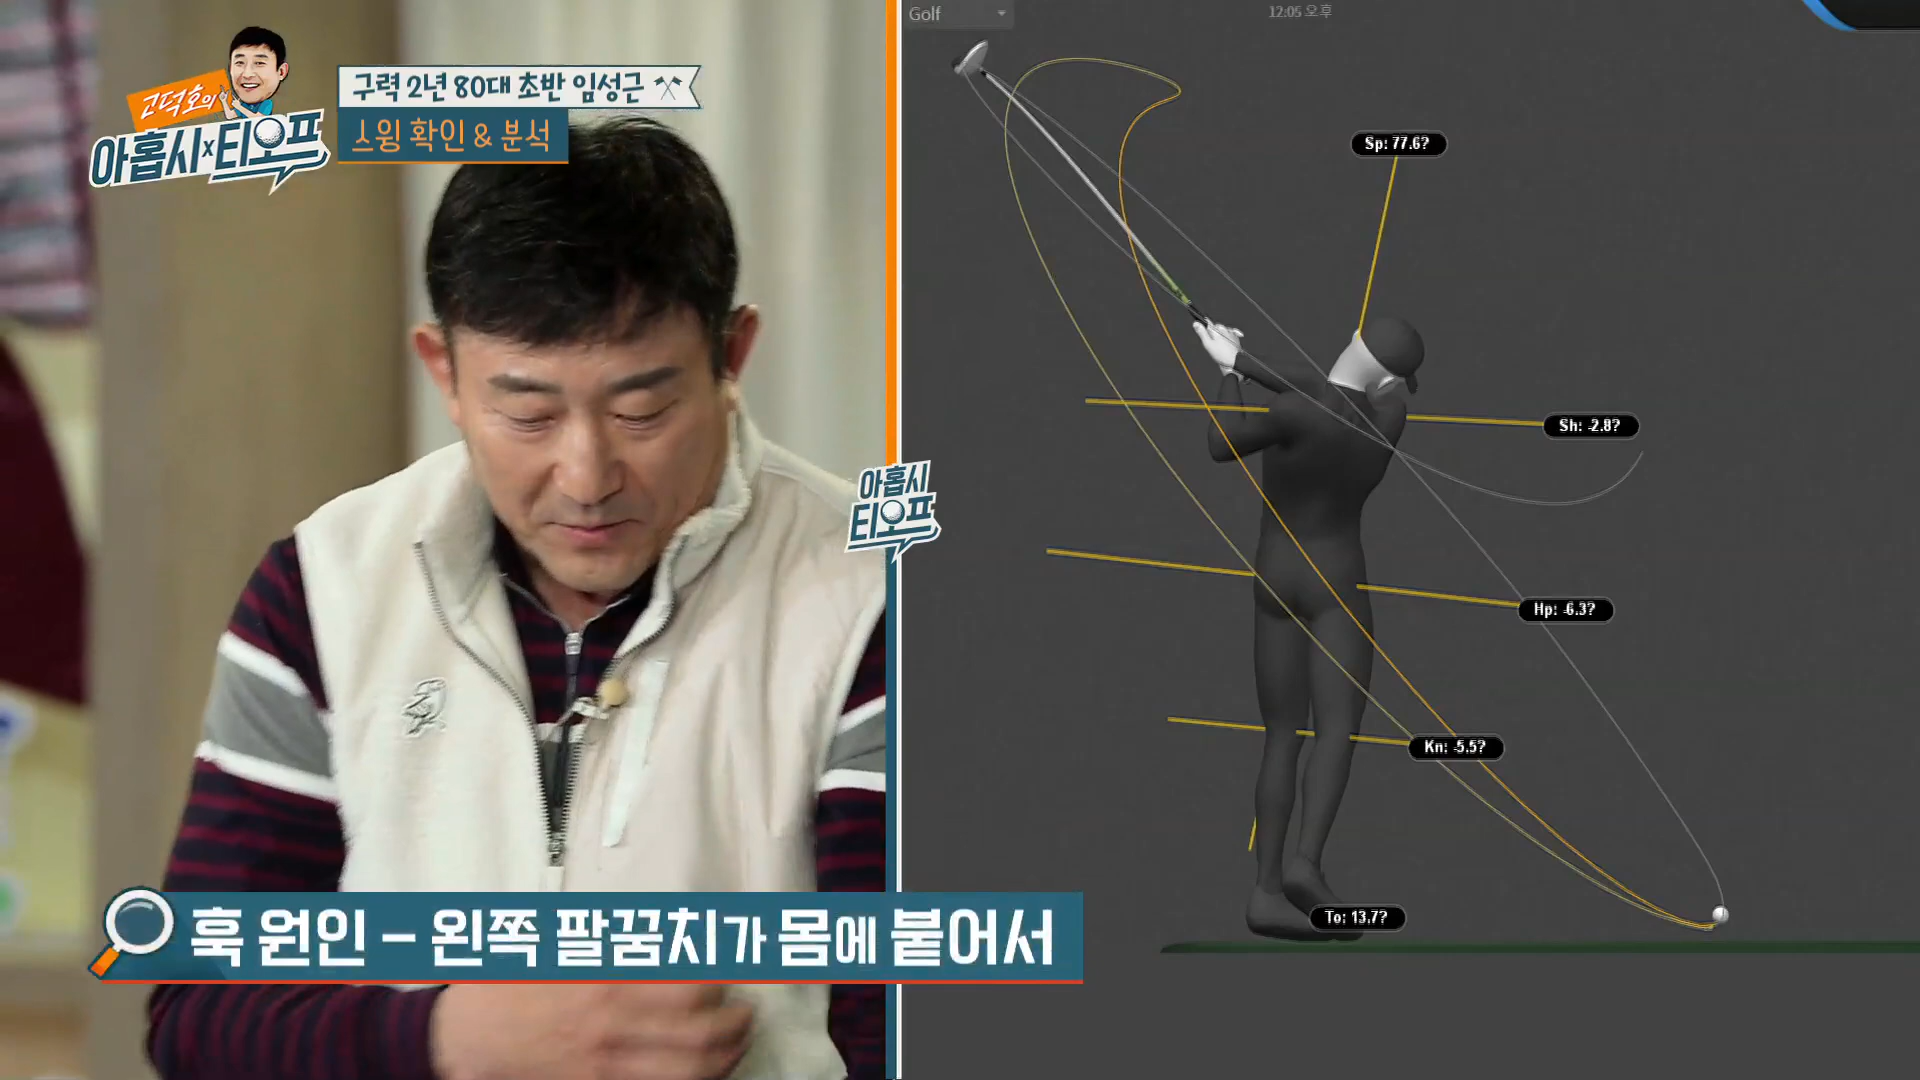 고덕호의
아홉시x티오프
구력 2년 80대 초반 임성근
스윙 확인 & 분석
아홉시
티오프
Golf
12:05 오후
Sp: 77.6?
Sh: -2.8?
Hp: -6.3?
Kn: -5.5?
To: 13.7?
훅 원인 – 왼쪽 팔꿈치가 몸에 붙어서